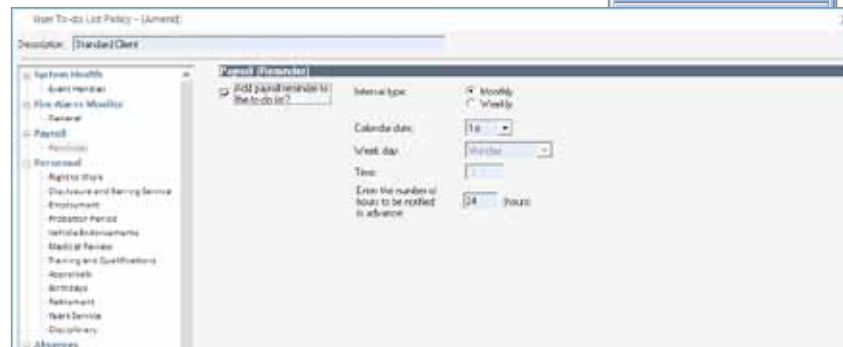 User To-do List Policy - (Amend)
Description: Standard Client
System Health
Event Handler
Fire Alarm Monitor
General
Payroll
Reminder
Personnel
Right to Work
Disclosure and Barring Service
Employment
Probation Period
Vehicle Endorsements
Medical Review
Training and Qualifications
Appraisals
Birthdays
Retirement
Years Service
Disciplinary
Absences
Payroll (Reminder)
Add payroll reminder to
the to-do list?
Interval type:
Monthly
Weekly
Calendar date:
Week day:
Monday
Time:
Enter the number of
hours to be notified
in advance:
24 (hours)